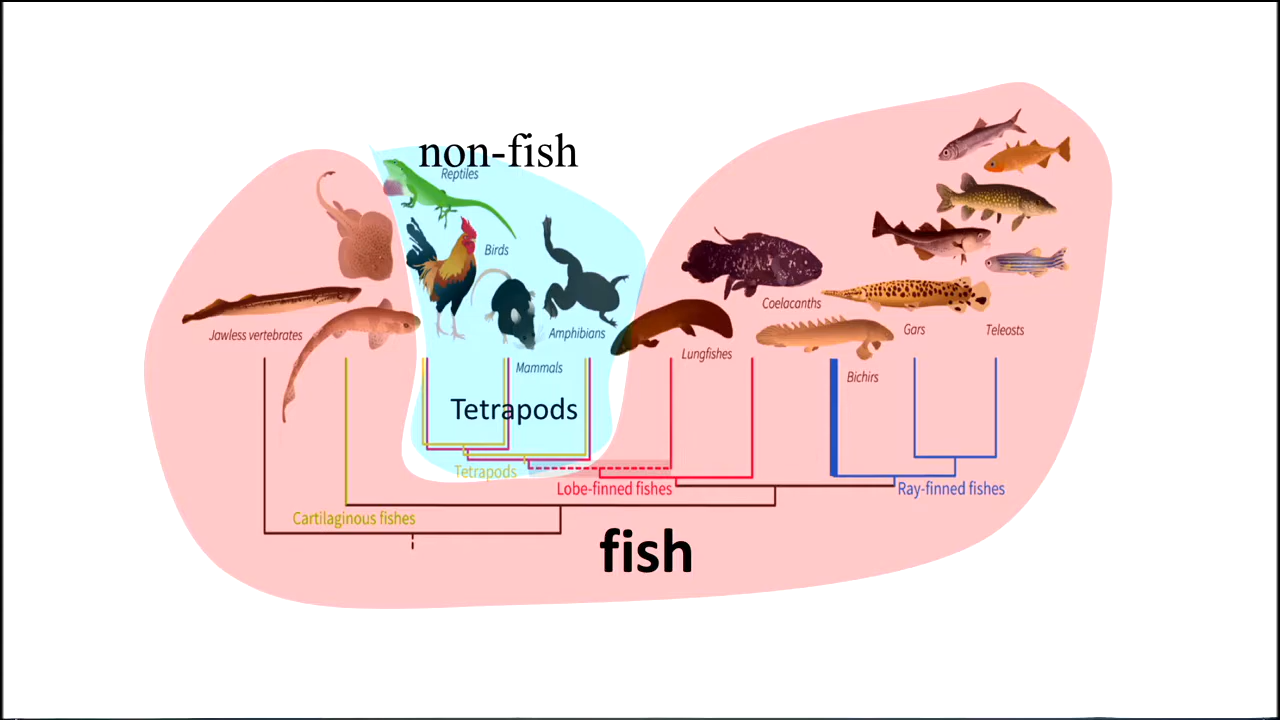 non-fish
Reptiles
Birds
Coelacanths
Jawless vertebrates
Amphibians
Gars
Teleosts
Lungfishes
Mammals
Bichirs
Tetrapods
Tetrapods
Lobe-finned fishes
Ray-finned fishes
Cartilaginous fishes
fish